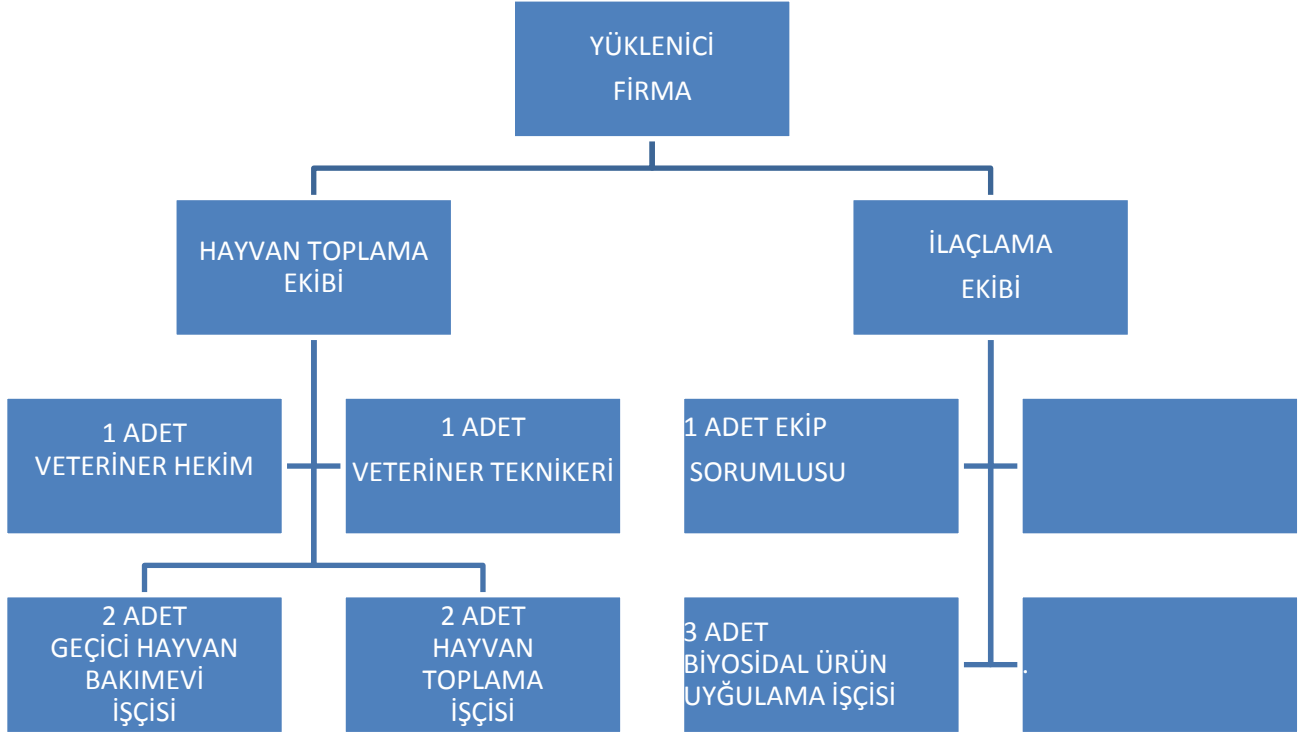 YÜKLENİCİ
FİRMA
HAYVAN TOPLAMA
EKİBİ
İLAÇLAMA
EKİBİ
1 ADET
VETERİNER HEKİM
1 ADET
VETERİNER TEKNİKERİ
1 ADET EKİP
SORUMLUSU
2 ADET
GEÇİCİ HAYVAN
BAKIMEVİ
İŞÇİSİ
2 ADET
HAYVAN
TOPLAMA
İŞÇİSİ
3 ADET
BİYOSİDAL ÜRÜN
UYĞULAMA İŞÇİSİ
.